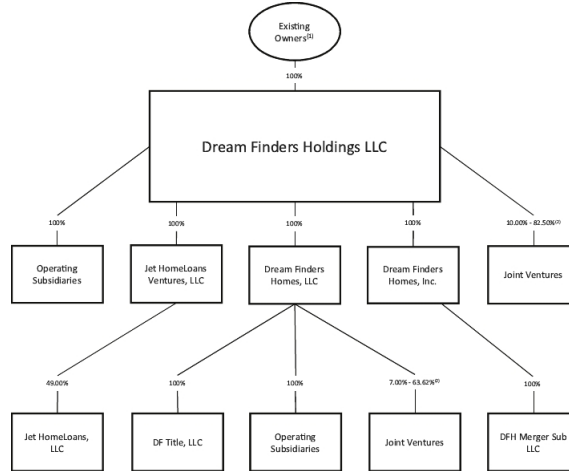 Existing
Owners(1)
100%
Dream Finders Holdings LLC
100%
100%
100%
100%
10.00% - 82.50%(2)
Operating
Subsidiaries
Jet HomeLoans
Ventures, LLC
Dream Finders
Homes, LLC
Dream Finders
Homes, Inc.
Joint Ventures
49.00%
100%
100%
7.00% - 63.62%(2)
100%
Jet HomeLoans,
LLC
DF Title, LLC
Operating
Subsidiaries
Joint Ventures
DFH Merger Sub
LLC